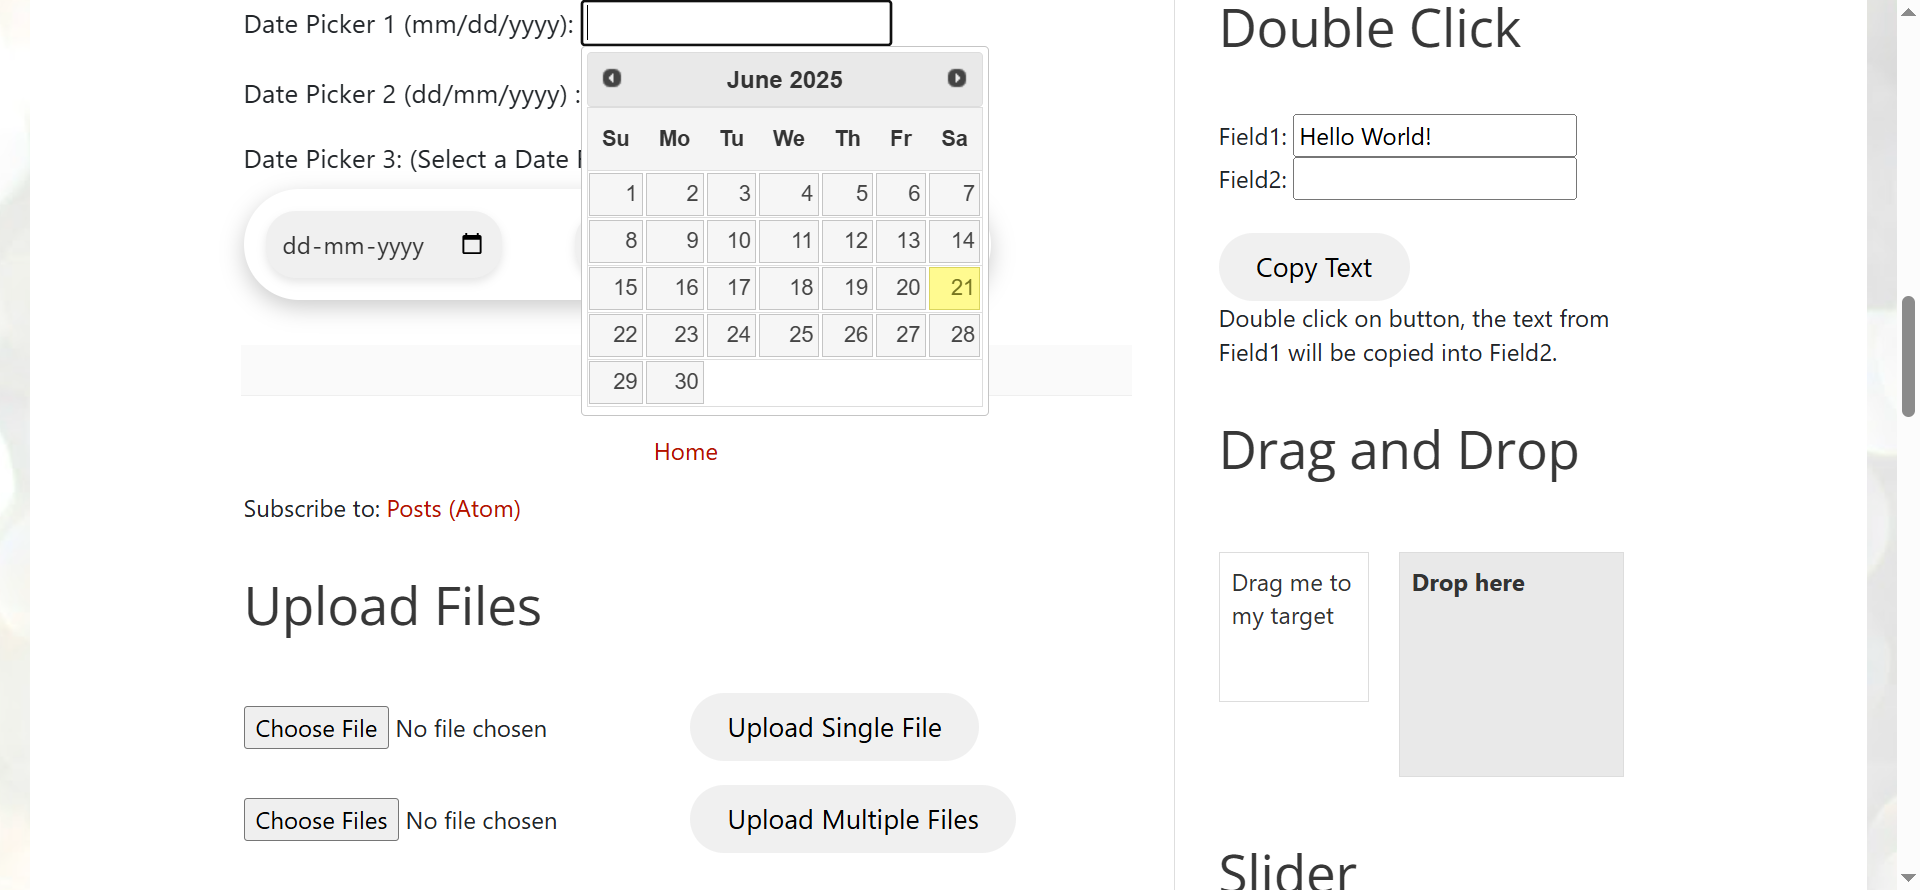 Date Picker 1 (mm/dd/yyyy):
June 2025
Su Mo Tu We Th Fr Sa
1 2 3 4 5 6 7
8 9 10 11 12 13 14
15 16 17 18 19 20 21
22 23 24 25 26 27 28
29 30
Date Picker 2 (dd/mm/yyyy) :
Date Picker 3: (Select a Date
dd-mm-yyyy
Home
Subscribe to: Posts (Atom)
Upload Files
Choose File No file chosen
Upload Single File
Choose Files No file chosen
Upload Multiple Files
Double Click
Field1: Hello World!
Field2:
Copy Text
Double click on button, the text from
Field1 will be copied into Field2.
Drag and Drop
Drag me to
my target
Drop here
Slider